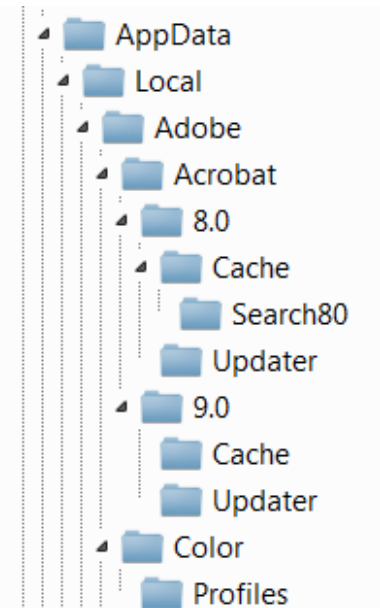 AppData
Local
Adobe
Acrobat
8.0
Cache
Search80
Updater
9.0
Cache
Updater
Color
Profiles